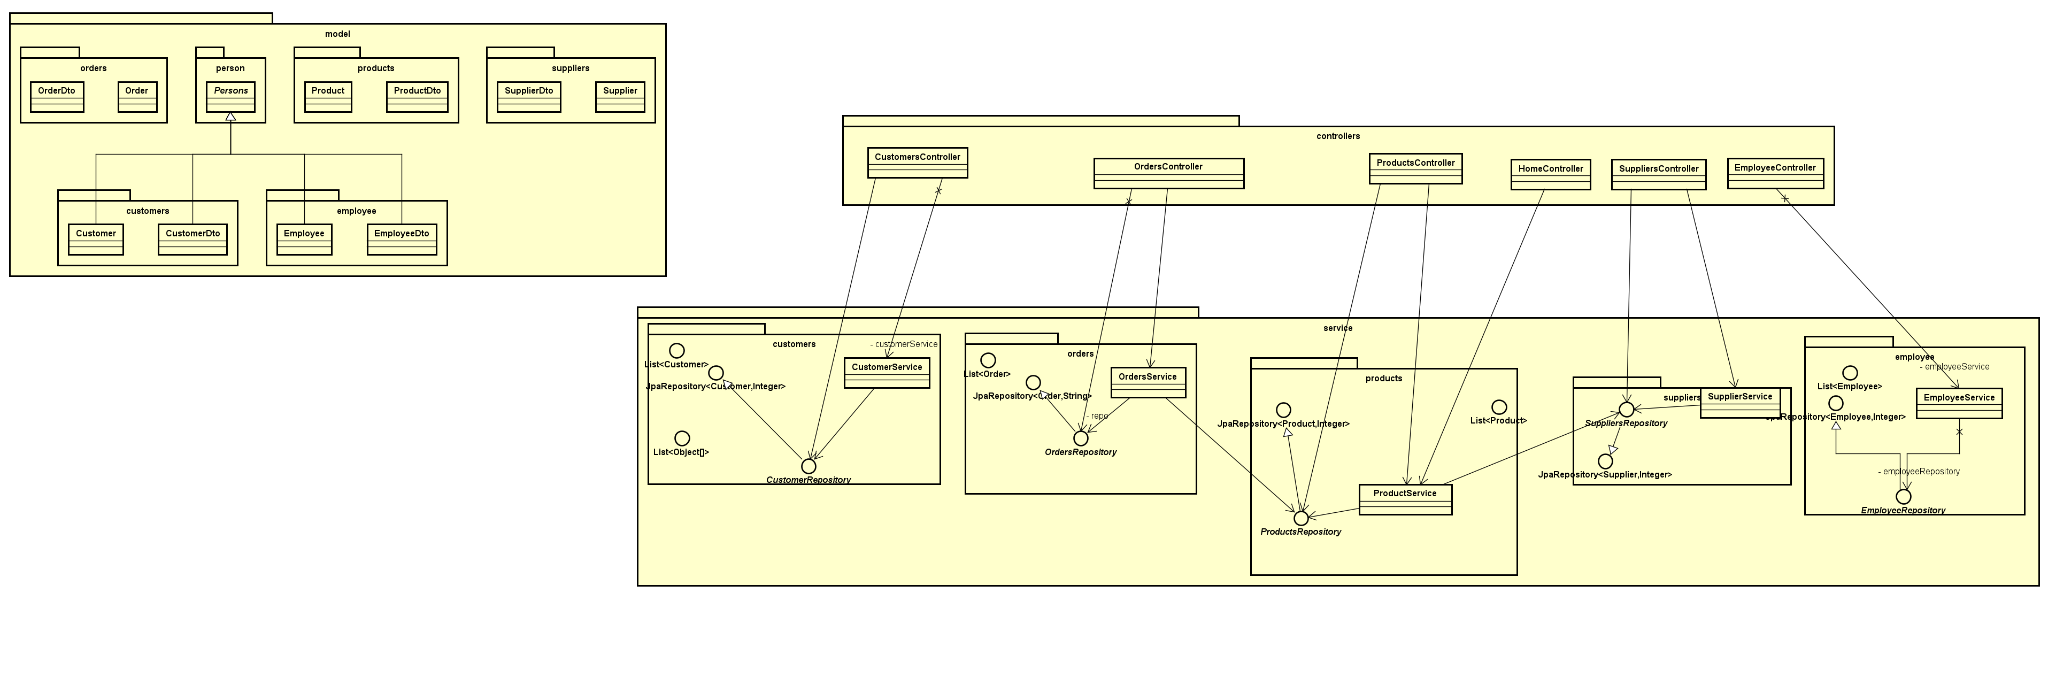 model
orders
person
products
suppliers
OrderDto
Order
Persons
Product
ProductDto
SupplierDto
Supplier
customers
employee
Customer
CustomerDto
Employee
EmployeeDto
controllers
CustomersController
OrdersController
ProductsController
HomeController
SuppliersController
EmployeeController
service
customers
- customerService
List<Customer>
JpaRepository<Customer,Integer>
CustomerService
List<Object[]>
CustomerRepository
orders
List<Order>
JpaRepository<Order,String>
OrdersService
- repo
OrdersRepository
products
JpaRepository<Product,Integer>
List<Product>
ProductService
ProductsRepository
suppliers
SupplierService
SuppliersRepository
JpaRepository<Supplier,Integer>
employee
- employeeService
List<Employee>
JpaRepository<Employee,Integer>
EmployeeService
- employeeRepository
EmployeeRepository